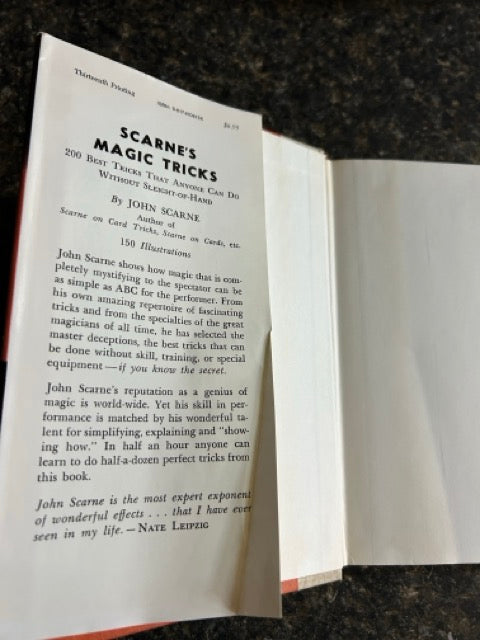 Thirteenth Printing
SCARNE'S
MAGIC TRICKS
200 BEST TRICKS THAT ANYONE CAN DO
WITHOUT SLEIGHT-OF-HAND
By JOHN SCARNE
Author of
Scarne on Card Tricks, Scarne on Cards, etc.
150 Illustrations
John Scarne shows how magic that is com-
pletely mystifying to the spectator can be
as simple as ABC for the performer. From
his own amazing repertoire of fascinating
tricks and from the specialties of the great
magicians of all time, he has selected the
master deceptions, the best tricks that can
be done without skill, training, or special
equipment—if you know the secret.
John Scarne's reputation as a genius of
magic is world-wide. Yet his skill in per-
formance is matched by his wonderful ta-
lent for simplifying, explaining and "show-
ing how." In half an hour anyone can
learn to do half-a-dozen perfect tricks from
this book.
John Scarne is the most expert exponent
of wonderful effects . . . that I have ever
seen in my life. — NATE LEIPZIG